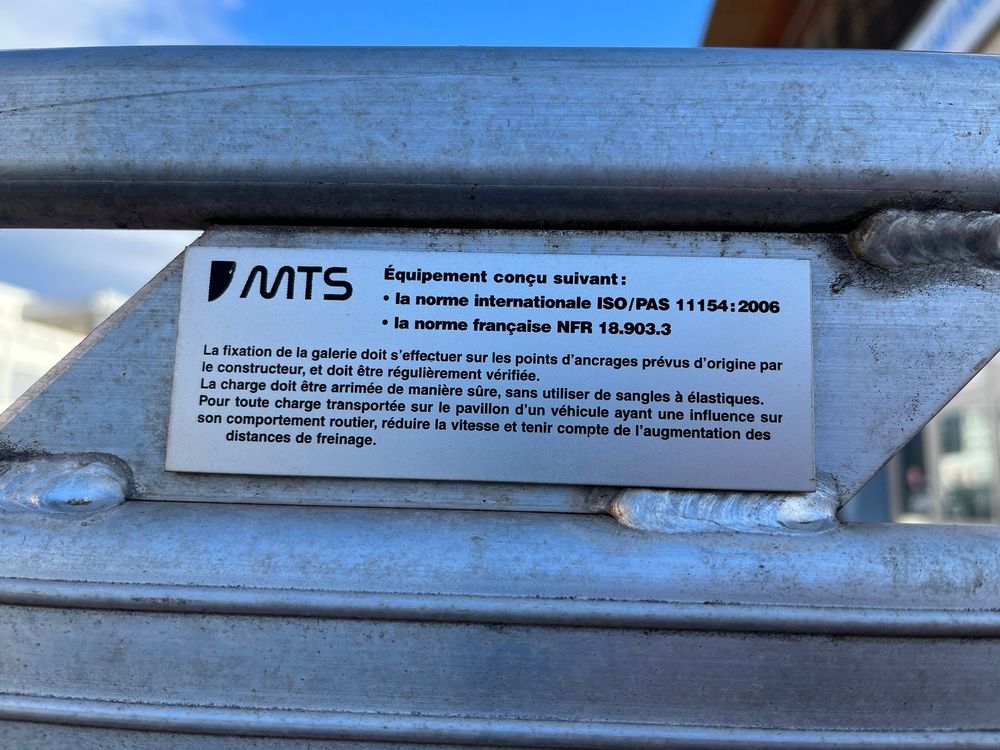 MTS
Équipement conçu suivant :
• la norme internationale ISO/PAS 11154:2006
• la norme française NFR 18.903.3
La fixation de la galerie doit s'effectuer sur les points d'ancrages prévus d'origine par
le constructeur, et doit être régulièrement vérifiée.
La charge doit être arrimée de manière sûre, sans utiliser de sangles à élastiques.
Pour toute charge transportée sur le pavillon d'un véhicule ayant une influence sur
son comportement routier, réduire la vitesse et tenir compte de l'augmentation des
distances de freinage.